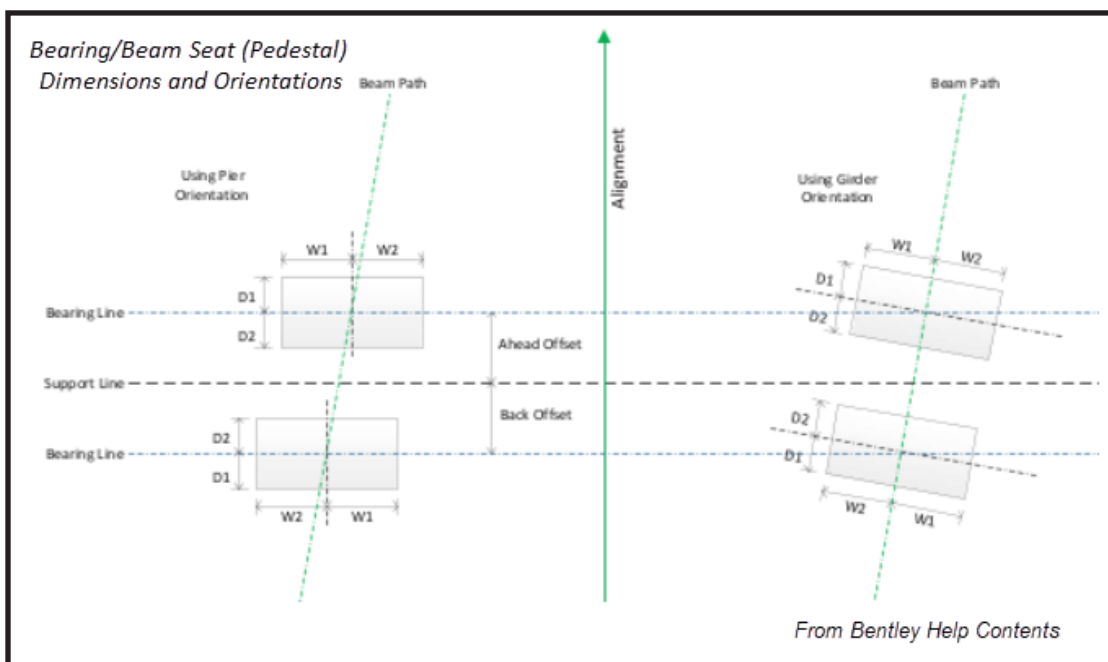 Bearing/Beam Seat (Pedestal)
Dimensions and Orientations
Beam Path
Beam Path
Using Pier
Orientation
Alignment
Using Girder
Orientation
W1
W2
W1
W2
D1
D2
D1
D2
Bearing Line
Ahead Offset
Support Line
Back Offset
D2
D1
D2
D1
Bearing Line
W2
W1
W2
W1
From Bentley Help Contents